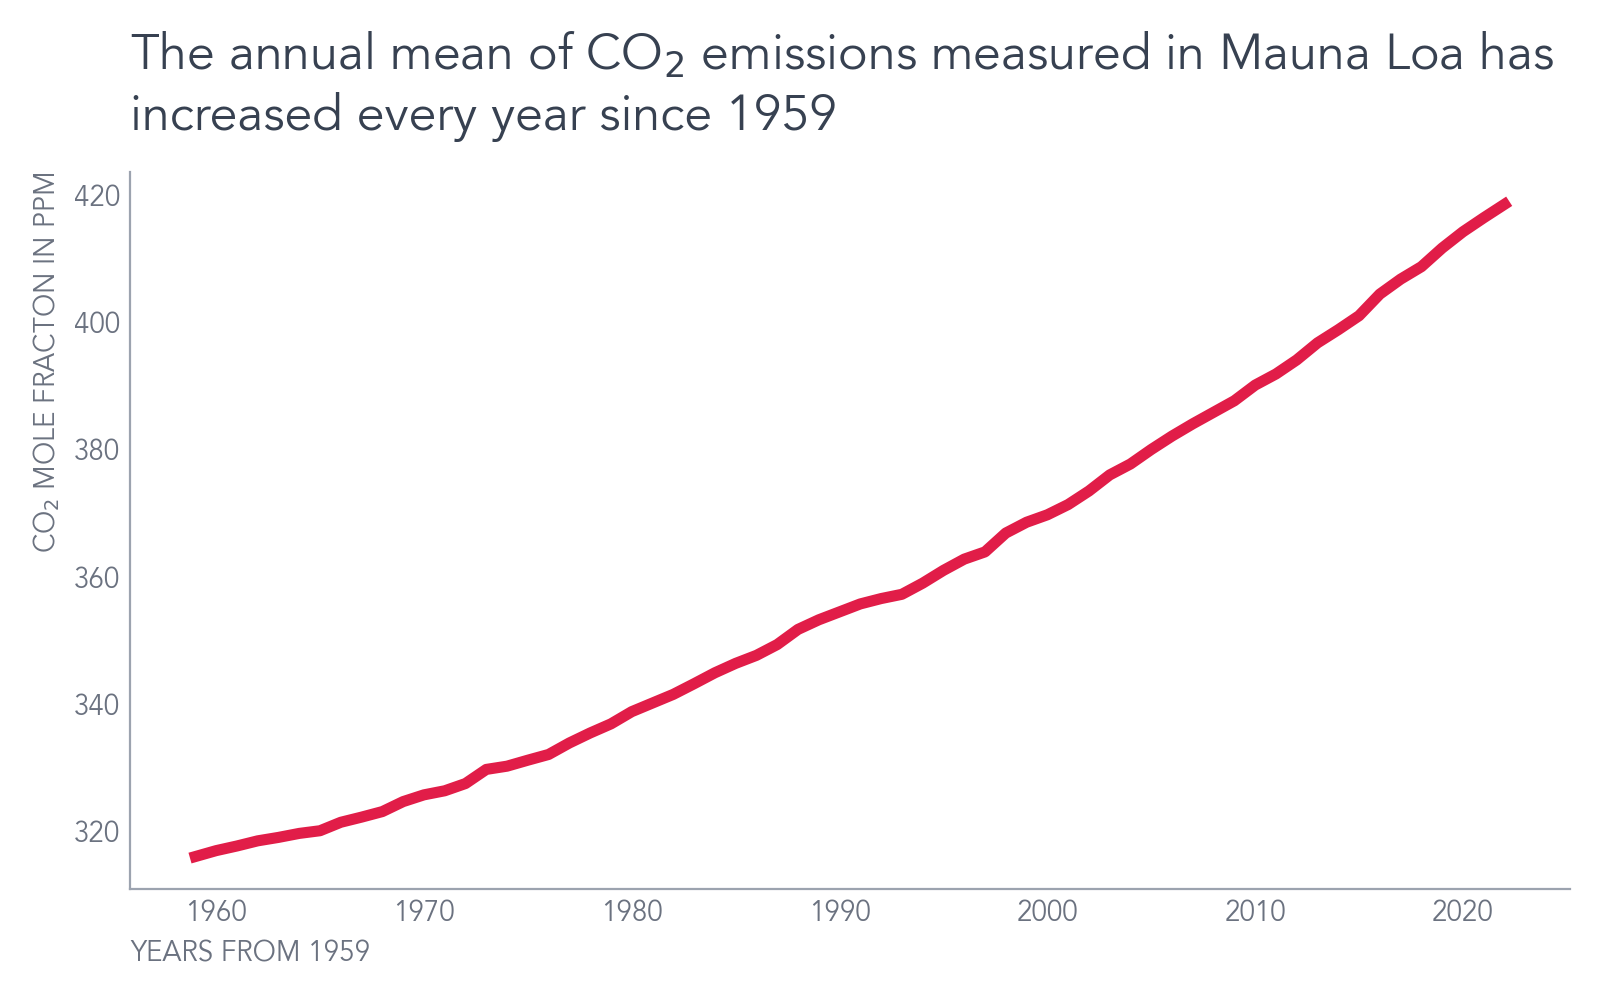 The annual mean of CO₂ emissions measured in Mauna Loa has
increased every year since 1959
CO₂ MOLE FRACTON IN PPM
420
400
380
360
340
320
1960 1970 1980 1990 2000 2010 2020
YEARS FROM 1959